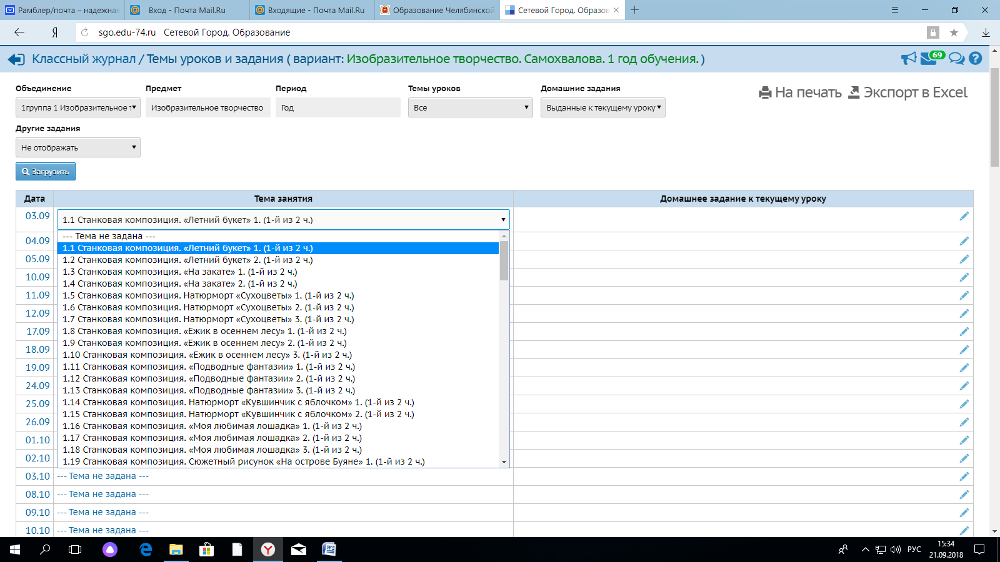 Рамблер/почта – надежная
Вход - Почта Mail.Ru
Входящие - Почта Mail.Ru
Образование Челябинской
Сетевой Город. Образов
sgo.edu-74.ru Сетевой Город. Образование
Классный журнал / Темы уроков и задания ( вариант: Изобразительное творчество. Самохвалова. 1 год обучения. )
69
Объединение
Предмет
Период
Темы уроков
Домашние задания
На печать
Экспорт в Excel
1группа 1 Изобразительное т
Изобразительное творчество
Год
Все
Выданные к текущему уроку
Другие задания
Не отображать
Загрузить
Дата
Тема занятия
Домашнее задание к текущему уроку
03.09
1.1 Станковая композиция. «Летний букет» 1. (1-й из 2 ч.)
--- Тема не задана ---
04.09
1.1 Станковая композиция. «Летний букет» 1. (1-й из 2 ч.)
05.09
1.2 Станковая композиция. «Летний букет» 2. (1-й из 2 ч.)
1.3 Станковая композиция. «На закате» 1. (1-й из 2 ч.)
10.09
1.4 Станковая композиция. «На закате» 2. (1-й из 2 ч.)
11.09
1.5 Станковая композиция. Натюрморт «Сухоцветы» 1. (1-й из 2 ч.)
1.6 Станковая композиция. Натюрморт «Сухоцветы» 2. (1-й из 2 ч.)
12.09
1.7 Станковая композиция. Натюрморт «Сухоцветы» 3. (1-й из 2 ч.)
17.09
1.8 Станковая композиция. «Ежик в осеннем лесу» 1. (1-й из 2 ч.)
1.9 Станковая композиция. «Ежик в осеннем лесу» 2. (1-й из 2 ч.)
18.09
1.10 Станковая композиция. «Ежик в осеннем лесу» 3. (1-й из 2 ч.)
19.09
1.11 Станковая композиция. «Подводные фантазии» 1. (1-й из 2 ч.)
1.12 Станковая композиция. «Подводные фантазии» 2. (1-й из 2 ч.)
24.09
1.13 Станковая композиция. «Подводные фантазии» 3. (1-й из 2 ч.)
25.09
1.14 Станковая композиция. Натюрморт «Кувшинчик с яблочком» 1. (1-й из 2 ч.)
1.15 Станковая композиция. Натюрморт «Кувшинчик с яблочком» 2. (1-й из 2 ч.)
26.09
1.16 Станковая композиция. «Моя любимая лошадка» 1. (1-й из 2 ч.)
01.10
1.17 Станковая композиция. «Моя любимая лошадка» 2. (1-й из 2 ч.)
1.18 Станковая композиция. «Моя любимая лошадка» 3. (1-й из 2 ч.)
02.10
1.19 Станковая композиция. Сюжетный рисунок «На острове Буяне» 1. (1-й из 2 ч.)
03.10 --- Тема не задана ---
08.10 --- Тема не задана ---
09.10 --- Тема не задана ---
10.10 --- Тема не задана ---
РУС
15:34
21.09.2018